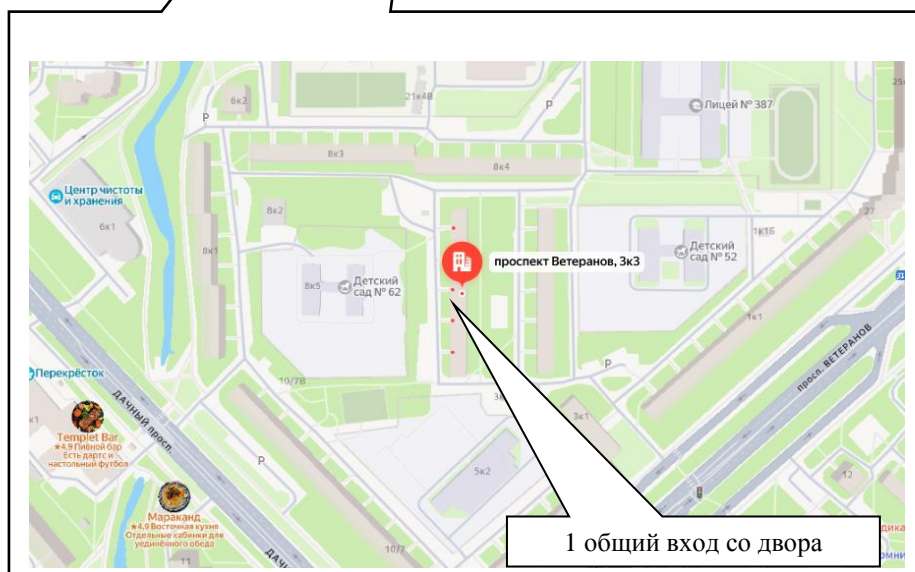 21к4В
6к2
Р
Р
Лицей № 387
8к3
8к4
Центр чистоты
и хранения
6к1
8к2
27
1к1Б
8к1
проспект Ветеранов, 3к3
Детский
сад № 52
8к5
Детский
сад № 62
1к1
просп. ВЕТЕРАНОВ
Перекрёсток
10/7В
Р
ДАЧНЫЙ просп.
3к1
Templet Bar
★4,9 Пивной бар
Есть дартс и
настольный футбол
Р
5к2
12
Мараканд
★4,9 Восточная кухня
Отдельные кабинки для
уединённого обеда
10/7
11
1 общий вход со двора